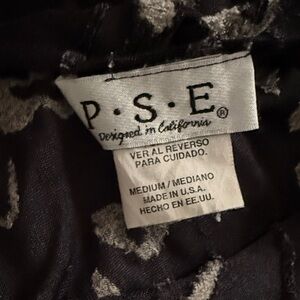 P·S·E®
Designed in California
VER AL REVERSO
PARA CUIDADO.
MEDIUM / MEDIANO
MADE IN U.S.A.
HECHO EN EE.UU.